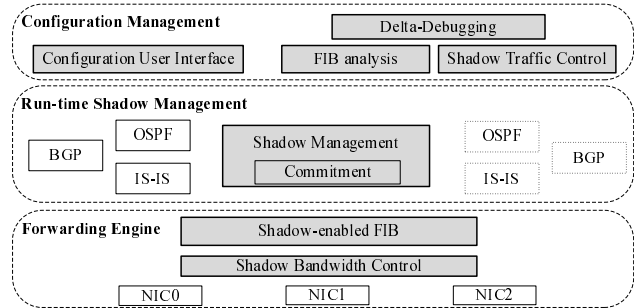 Configuration Management
Delta-Debugging
Configuration User Interface
FIB analysis
Shadow Traffic Control
Run-time Shadow Management
OSPF
BGP
IS-IS
Shadow Management
Commitment
OSPF
BGP
IS-IS
Forwarding Engine
Shadow-enabled FIB
Shadow Bandwidth Control
NIC0
NIC1
NIC2